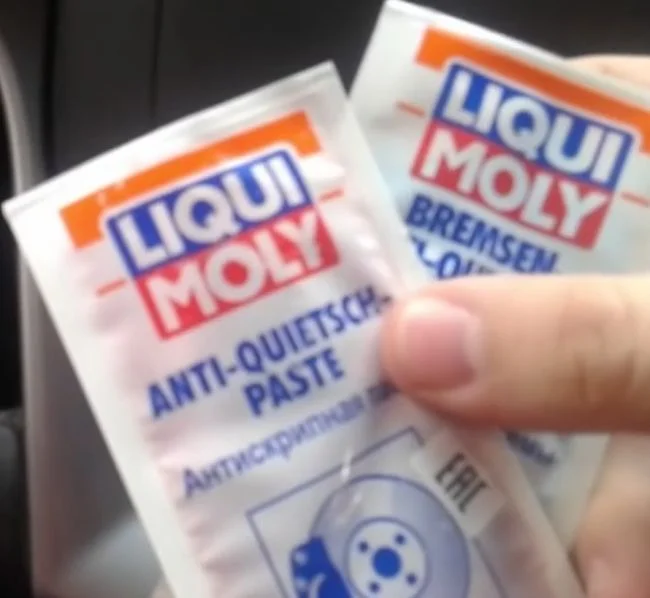 LIQUI
MOLY
ANTI-QUIETSCH-
PASTE
Антискрипная
EAC
LIQUI
MOLY
BREMSEN-